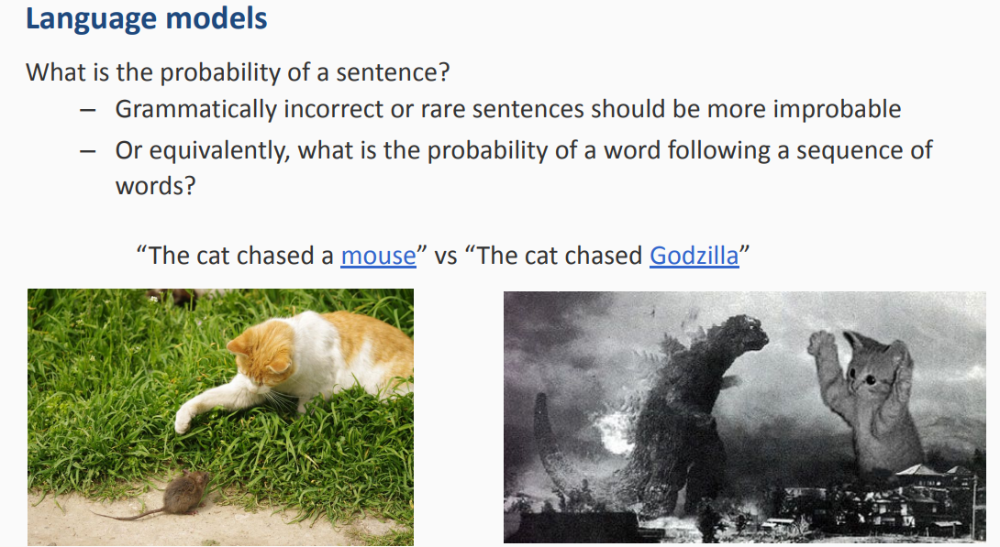 Language models
What is the probability of a sentence?
– Grammatically incorrect or rare sentences should be more improbable
– Or equivalently, what is the probability of a word following a sequence of
words?
“The cat chased a mouse” vs “The cat chased Godzilla”